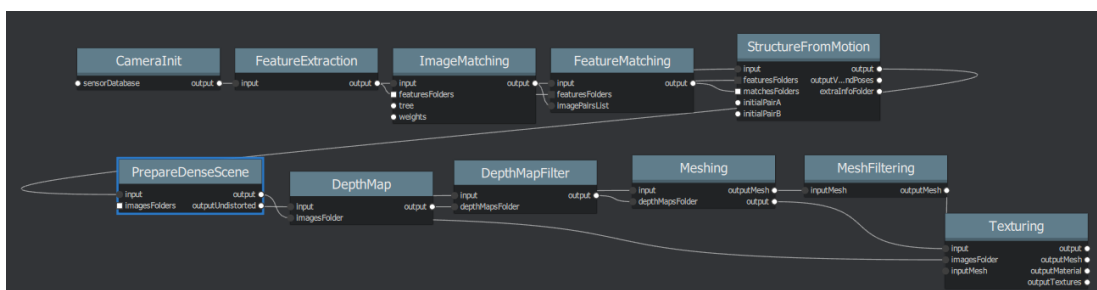 CameraInit
sensorDatabase output
FeatureExtraction
input output
ImageMatching
input output
featuresFolders
tree
weights
FeatureMatching
input output
featuresFolders
imagePairsList
StructureFromMotion
input output
featuresFolders outputV...ndPoses
matchesFolders extraInfoFolder
initialPairA
initialPairB
PrepareDenseScene
input output
imagesFolders outputUndistorted
DepthMap
input output
imagesFolder
DepthMapFilter
input output
depthMapsFolder
Meshing
input outputMesh
depthMapsFolder output
MeshFiltering
inputMesh outputMesh
Texturing
input output
imagesFolder outputMesh
inputMesh outputMaterial
outputTextures